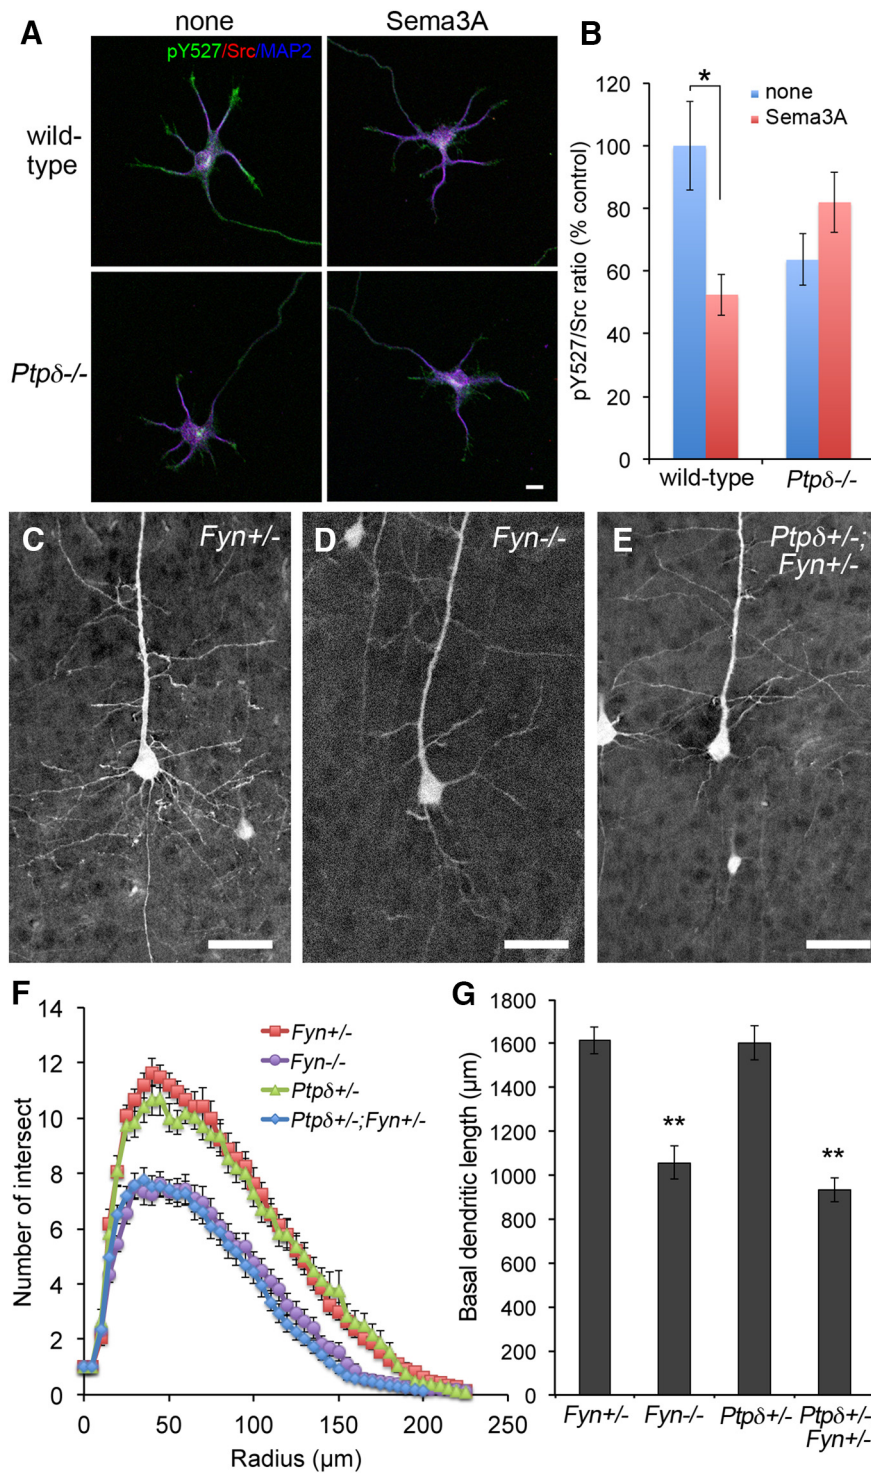 A
none
Sema3A
pY527/Src/MAP2
wild-
type
Ptpδ-/-
B
pY527/Src ratio (% control)
120
100
80
60
40
20
0
none
Sema3A
*
wild-type
Ptpδ-/-
C
Fyn+/-
D
Fyn-/-
E
Ptpδ+/-;
Fyn+/-
F
Number of intersect
14
12
10
8
6
4
2
0
Fyn+/-
Fyn-/-
Ptpδ+/-
Ptpδ+/-;Fyn+/-
0
50
100
150
200
250
Radius (µm)
G
Basal dendritic length (µm)
1800
1600
1400
1200
1000
800
600
400
200
0
**
**
Fyn+/-
Fyn-/-
Ptpδ+/-
Ptpδ+/-
Fyn+/-